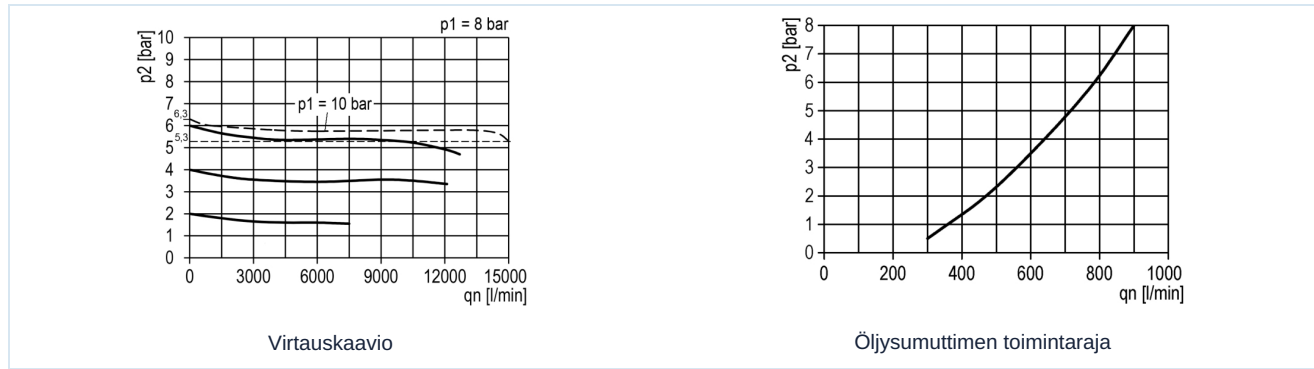 p1 = 8 bar
p2 [bar]
10
9
8
7
6,3
6
5,3
5
4
3
2
1
0
p1 = 10 bar
0 3000 6000 9000 12000 15000
qn [l/min]
Virtauskaavio
p2 [bar]
8
7
6
5
4
3
2
1
0
0 200 400 600 800 1000
qn [l/min]
Öljysumuttimen toimintaraja